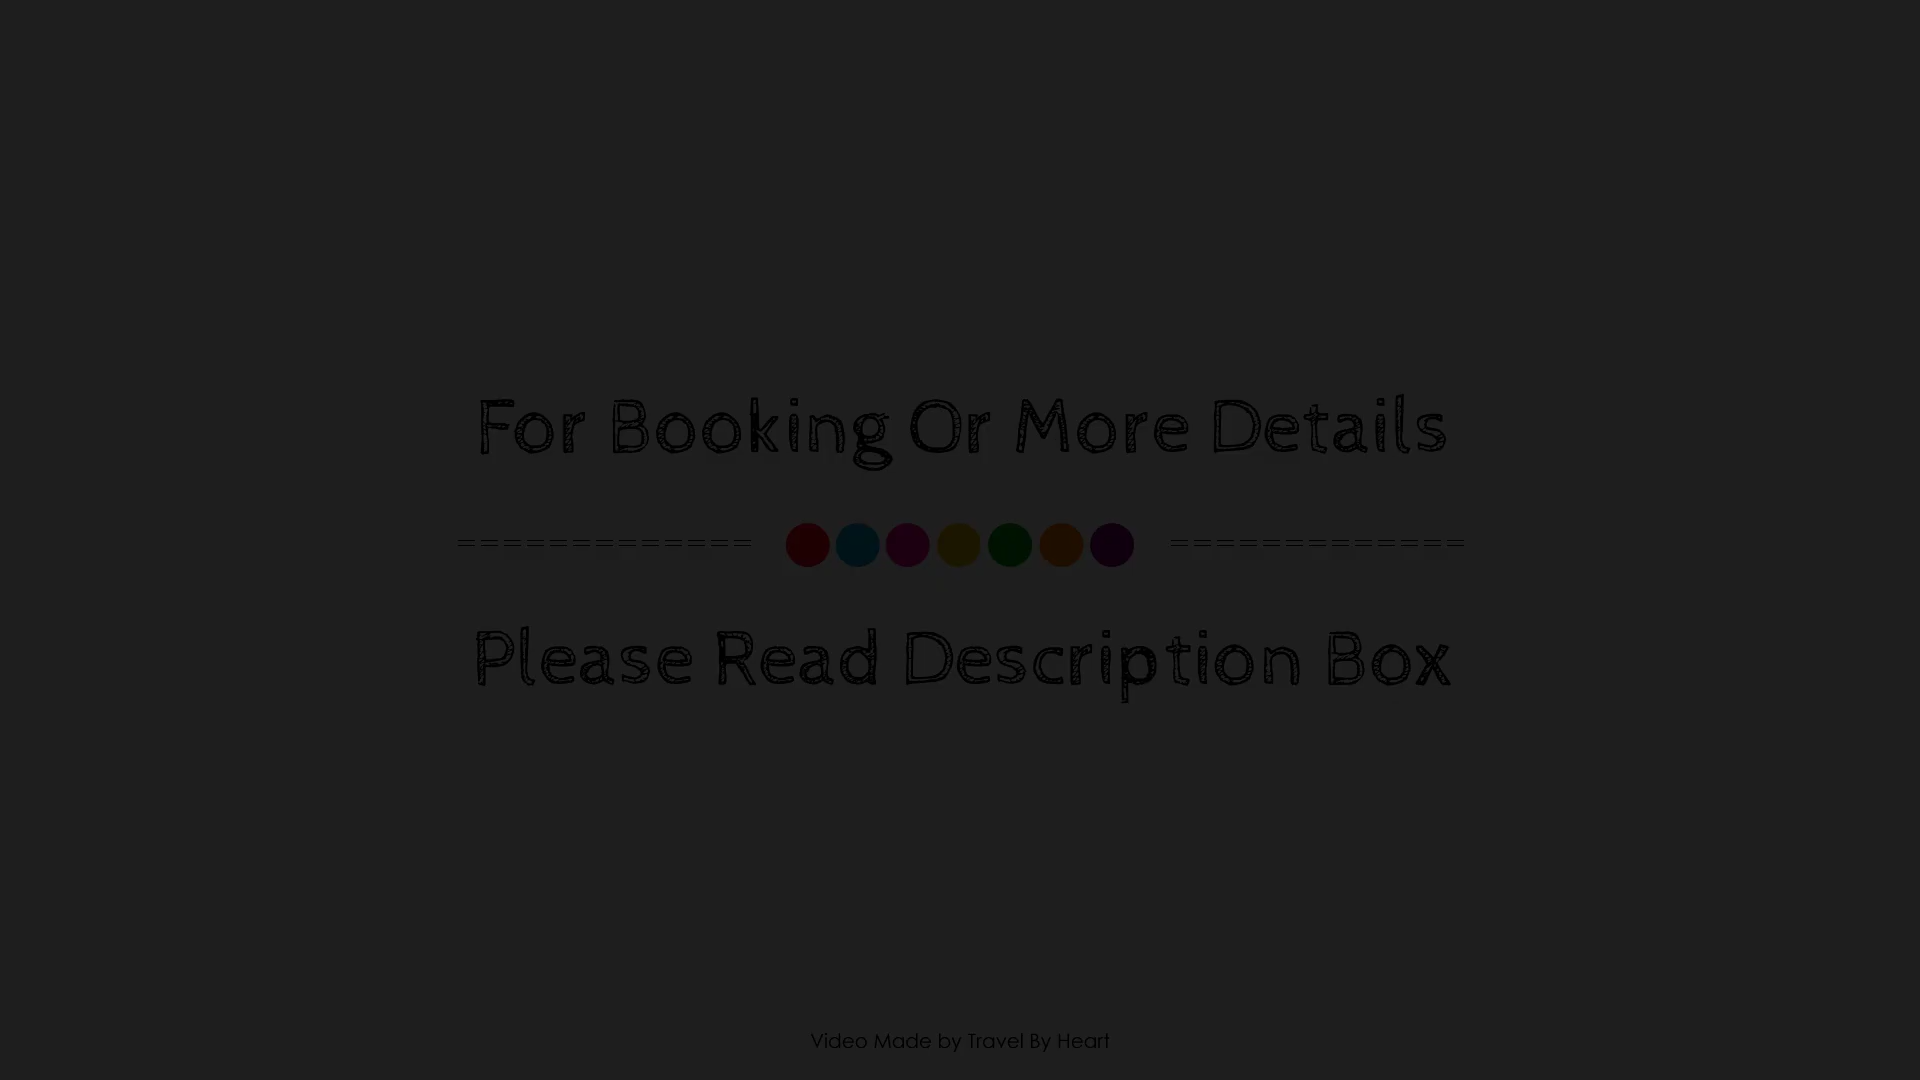 For Booking Or More Details
============= =============
Please Read Description Box
Video Made by Travel By Heart